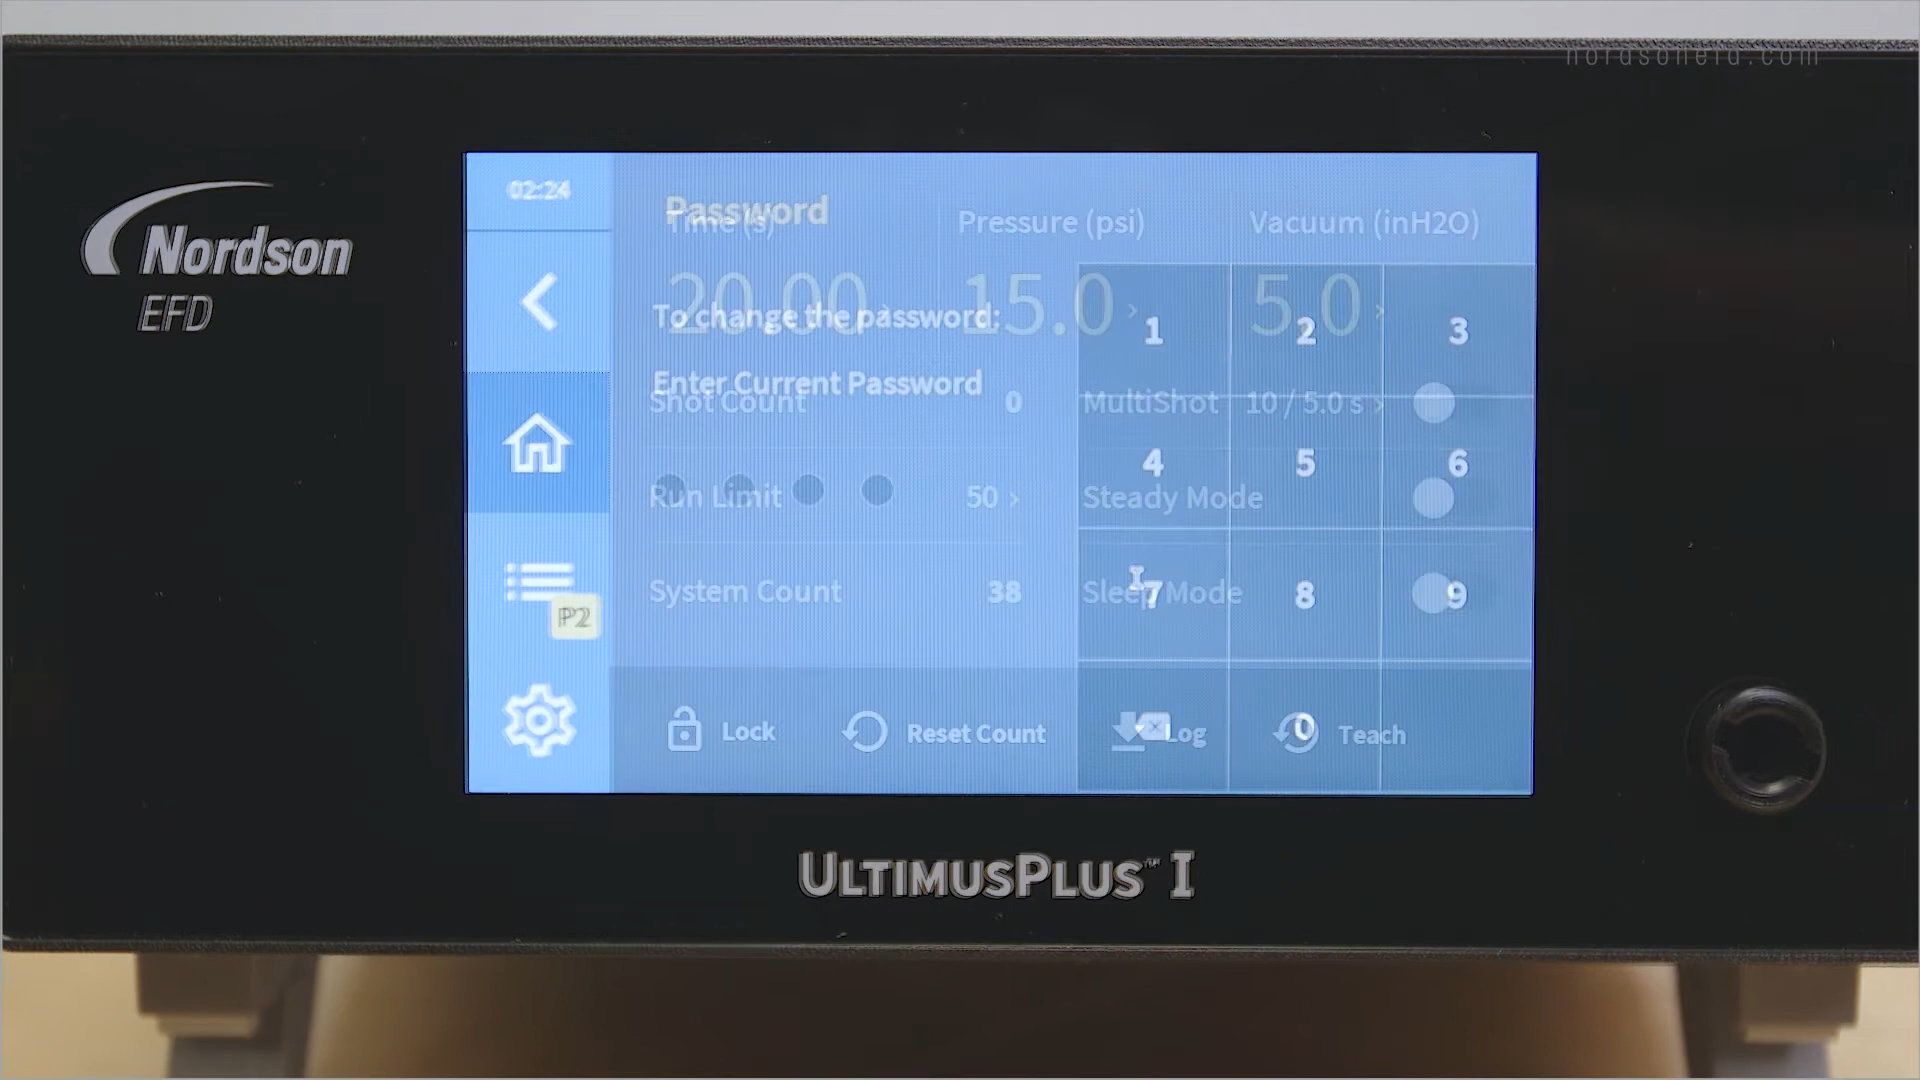 nordsonefd.com
Nordson
EFD
02:24
Password
Time (s)
Pressure (psi)
Vacuum (inH2O)
20.00 ›
15.0 ›
5.0 ›
To change the password:
Enter Current Password
1 2 3
Shot Count 0
MultiShot 10 / 5.0 s ›
4 5 6
Run Limit 50 ›
Steady Mode
System Count 38
Sleep Mode
7 8 9
P2
Lock
Reset Count
Log
0
Teach
ULTIMUSPLUS™ I